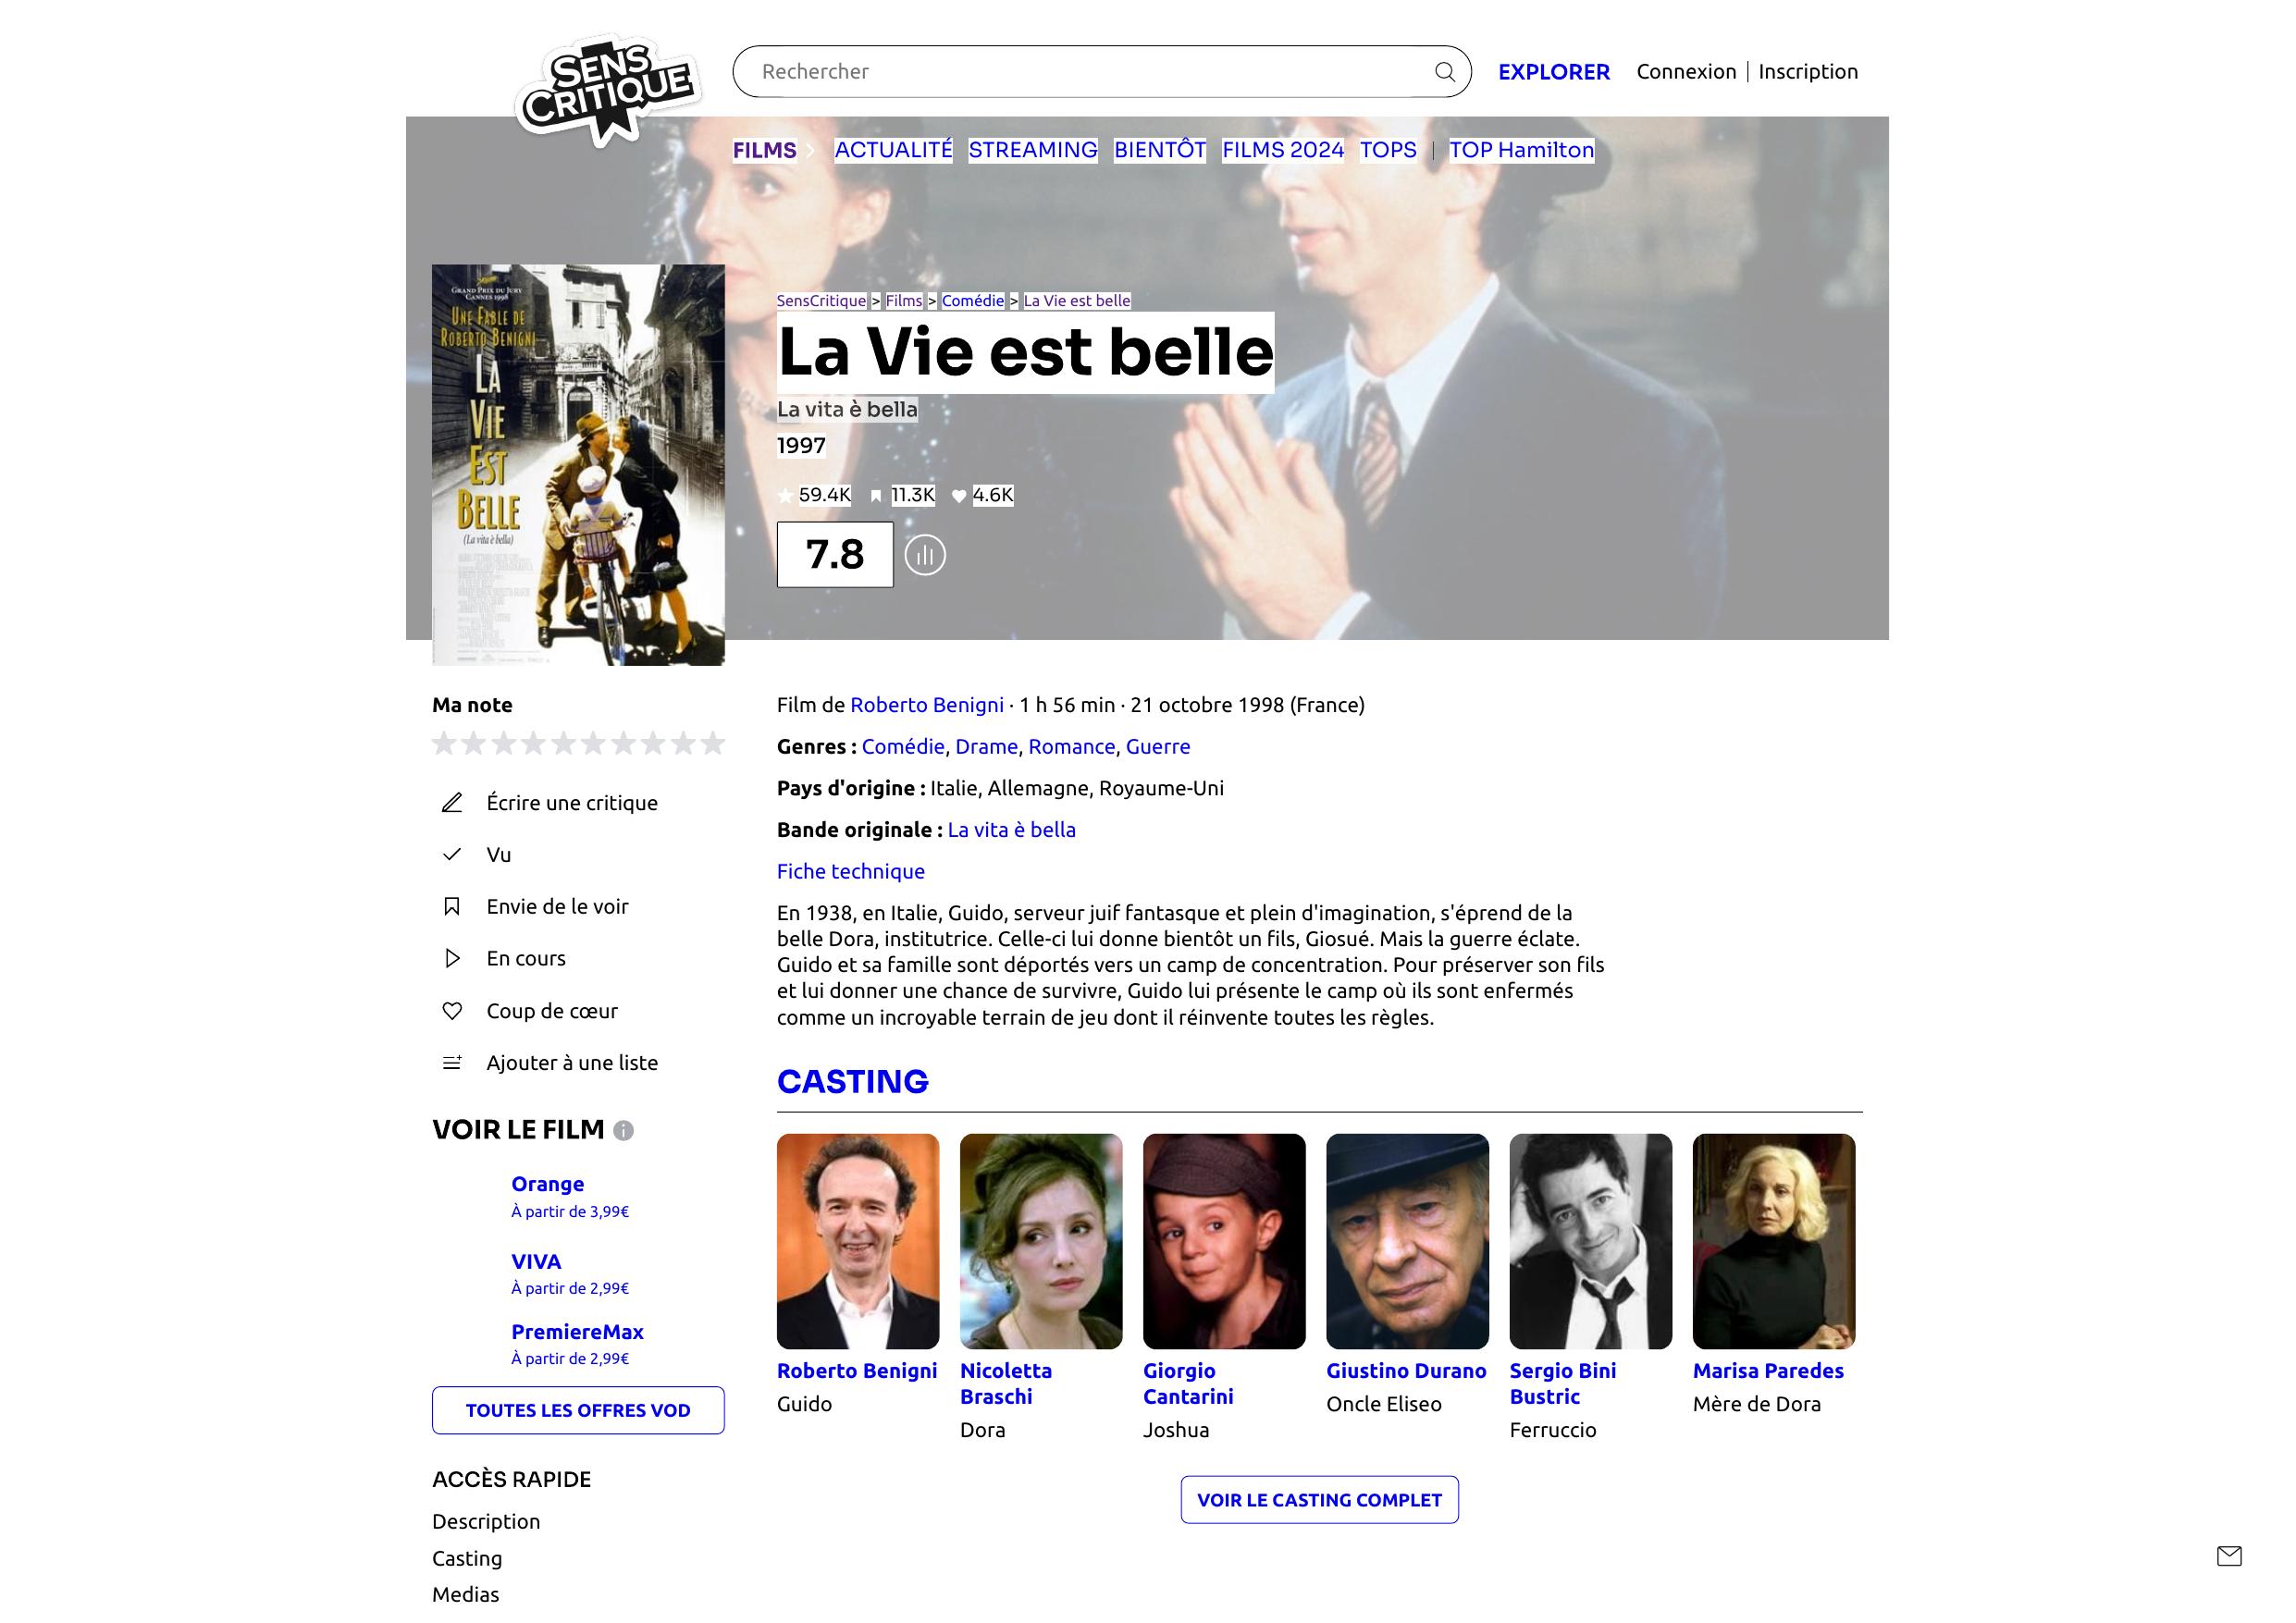 SENS
CRITIQUE
Rechercher
EXPLORER
Connexion | Inscription
FILMS
ACTUALITÉ
STREAMING
BIENTÔT
FILMS 2024
TOPS
| TOP Hamilton
GRAND PRIX DU JURY
CANNES 1998
UNE FABLE DE
ROBERTO BENIGNI
LA
VIE
EST
BELLE
(La vita è bella)
SensCritique > Films > Comédie > La Vie est belle
La Vie est belle
La vita è bella
1997
59.4K 11.3K 4.6K
7.8
Ma note
Écrire une critique
Vu
Envie de le voir
En cours
Coup de cœur
Ajouter à une liste
VOIR LE FILM
Orange
À partir de 3,99€
VIVA
À partir de 2,99€
PremiereMax
À partir de 2,99€
TOUTES LES OFFRES VOD
ACCÈS RAPIDE
Description
Casting
Medias
Film de Roberto Benigni · 1 h 56 min · 21 octobre 1998 (France)
Genres : Comédie, Drame, Romance, Guerre
Pays d'origine : Italie, Allemagne, Royaume-Uni
Bande originale : La vita è bella
Fiche technique
En 1938, en Italie, Guido, serveur juif fantasque et plein d'imagination, s'éprend de la
belle Dora, institutrice. Celle-ci lui donne bientôt un fils, Giosué. Mais la guerre éclate.
Guido et sa famille sont déportés vers un camp de concentration. Pour préserver son fils
et lui donner une chance de survivre, Guido lui présente le camp où ils sont enfermés
comme un incroyable terrain de jeu dont il réinvente toutes les règles.
CASTING
Roberto Benigni
Guido
Nicoletta
Braschi
Dora
Giorgio
Cantarini
Joshua
Giustino Durano
Oncle Eliseo
Sergio Bini
Bustric
Ferruccio
Marisa Paredes
Mère de Dora
VOIR LE CASTING COMPLET